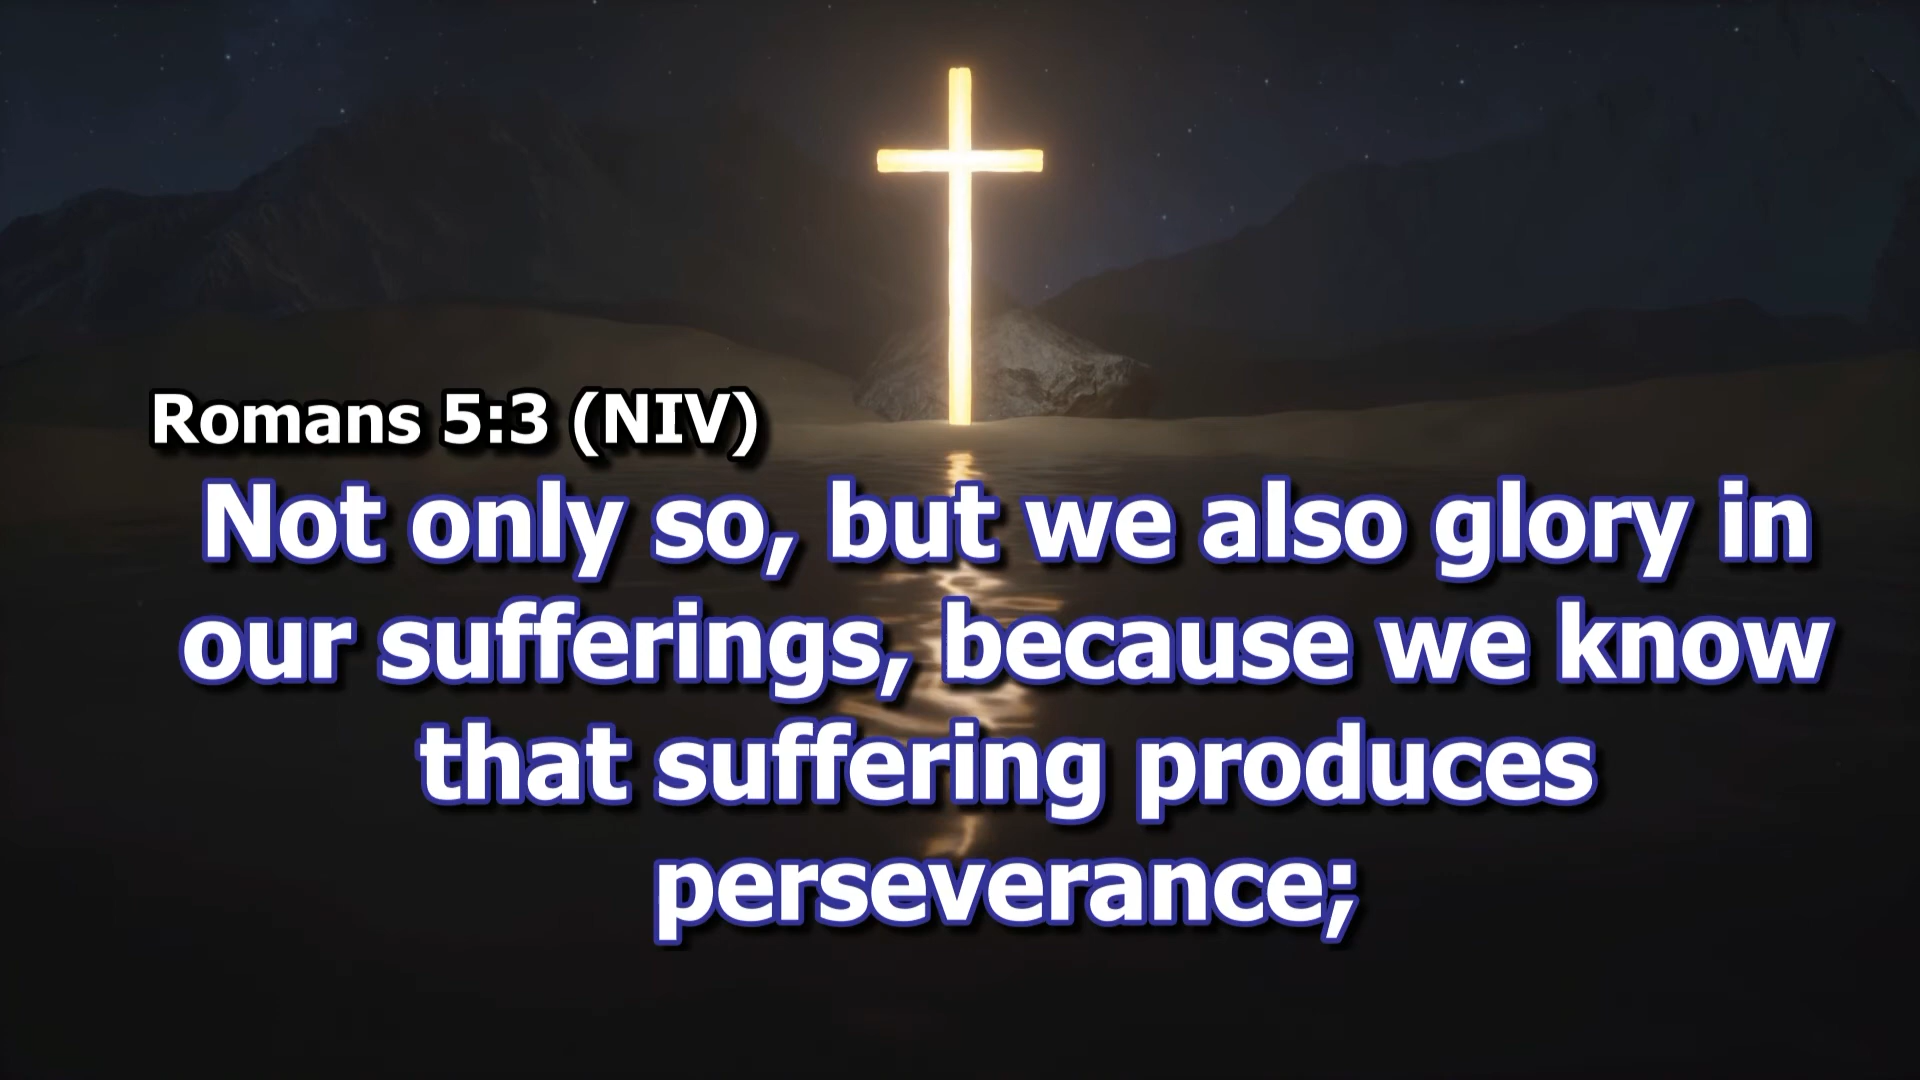 Romans 5:3 (NIV)
Not only so, but we also glory in
our sufferings, because we know
that suffering produces
perseverance;